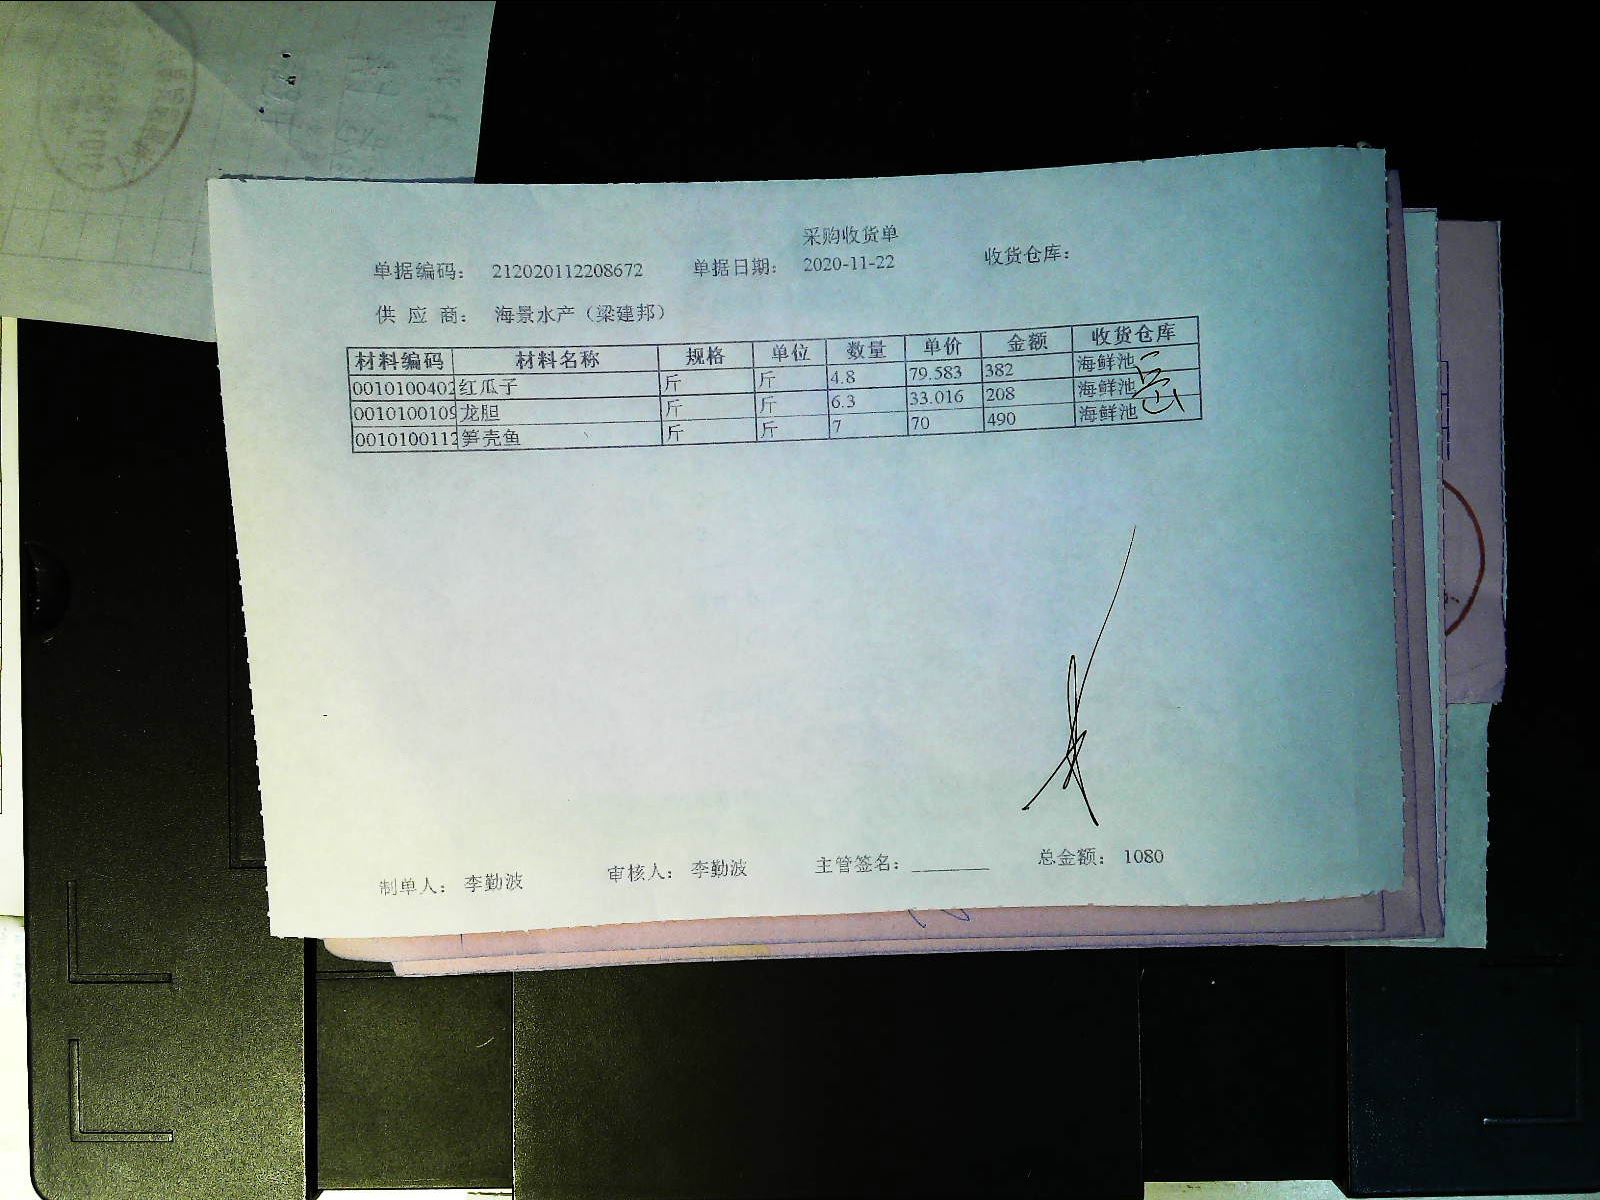 采购收货单
单据编码： 212020112208672 单据日期： 2020-11-22 收货仓库：
供 应 商： 海景水产（梁建邦）
材料编码 材料名称 规格 单位 数量 单价 金额 收货仓库
0010100402 红瓜子 斤 斤 4.8 79.583 382 海鲜池
0010100109 龙胆 斤 斤 6.3 33.016 208 海鲜池
0010100112 笋壳鱼 斤 斤 7 70 490 海鲜池
制单人： 李勤波 审核人： 李勤波 主管签名： ________ 总金额： 1080